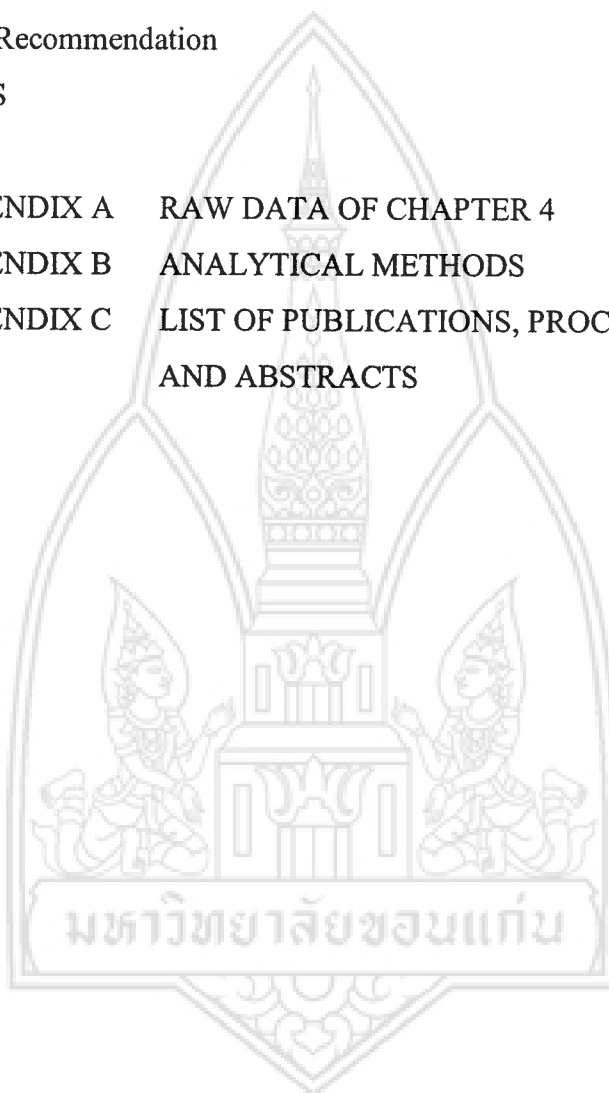 Recommendation
S
ENDIX A RAW DATA OF CHAPTER 4
ENDIX B ANALYTICAL METHODS
ENDIX C LIST OF PUBLICATIONS, PROC
AND ABSTRACTS
มหาวิทยาลัยขอนแก่น